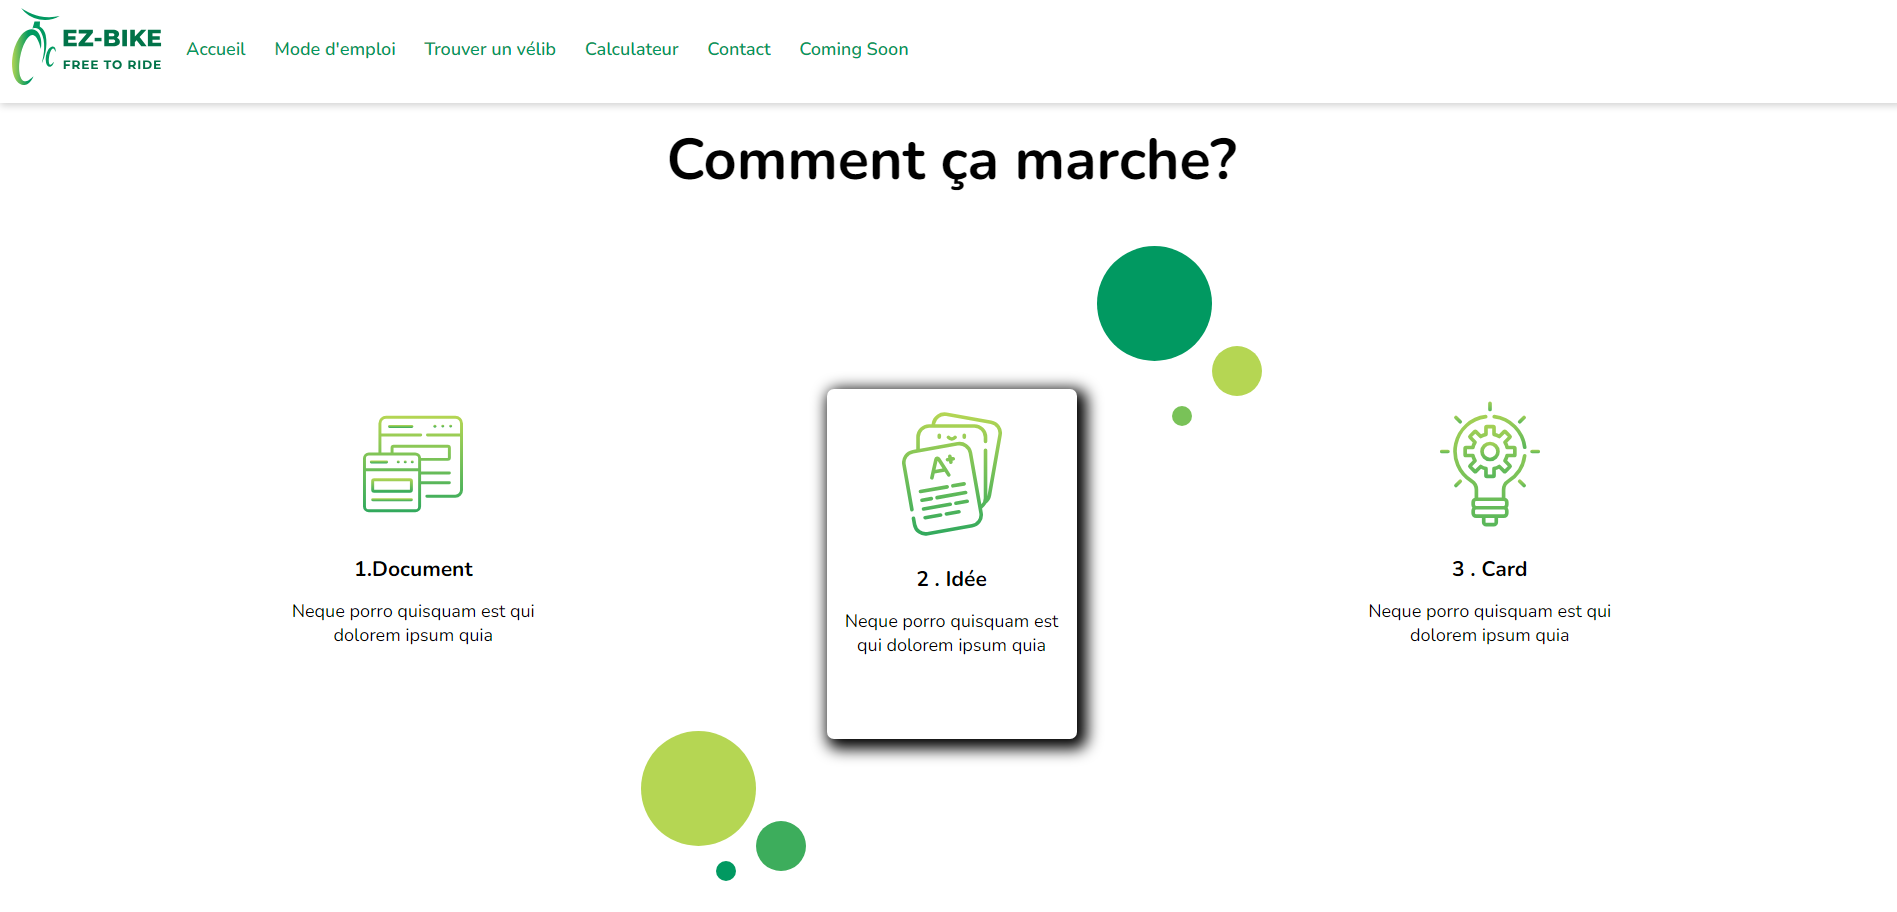 EZ-BIKE
FREE TO RIDE
Accueil Mode d'emploi Trouver un vélib Calculateur Contact Coming Soon
Comment ça marche?
A+
1.Document
Neque porro quisquam est qui
dolorem ipsum quia
2 . Idée
Neque porro quisquam est
qui dolorem ipsum quia
3 . Card
Neque porro quisquam est qui
dolorem ipsum quia